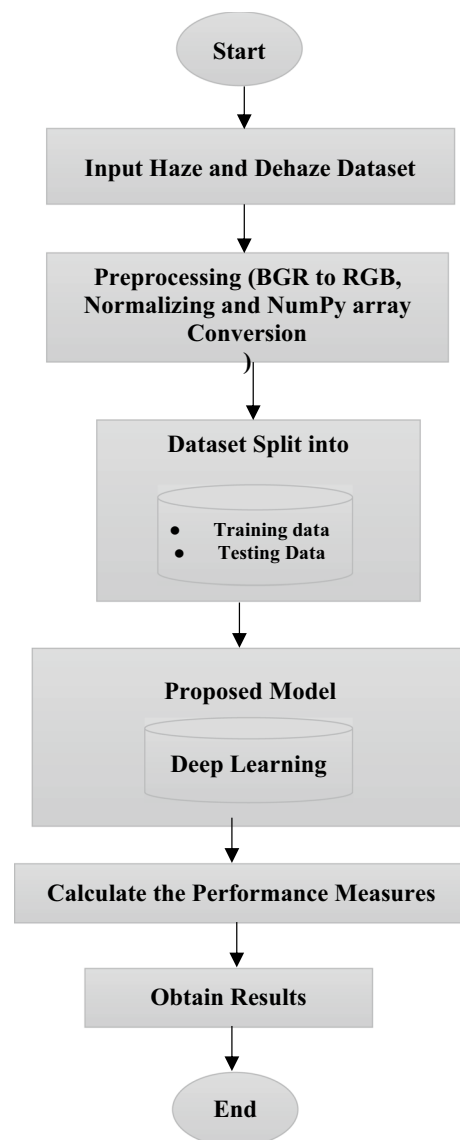 Start
Input Haze and Dehaze Dataset
Preprocessing (BGR to RGB,
Normalizing and NumPy array
Conversion
)
Dataset Split into
● Training data
● Testing Data
Proposed Model
Deep Learning
Calculate the Performance Measures
Obtain Results
End